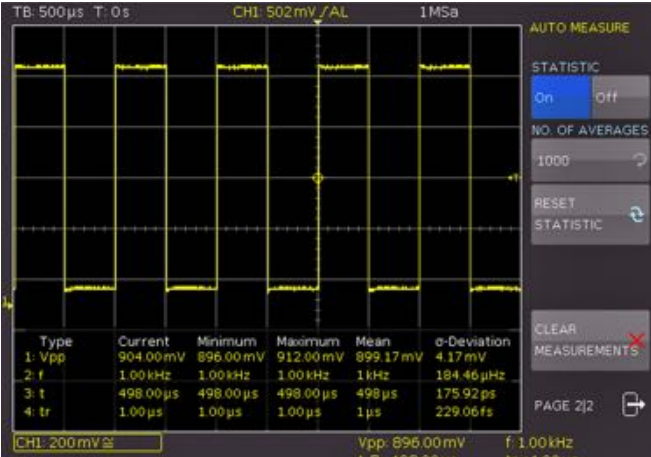 TB: 500µs T: 0s CH1: 502mV / AL 1MSa
AUTO MEASURE
STATISTIC
On Off
NO. OF AVERAGES
1000
RESET
STATISTIC
CLEAR
MEASUREMENTS
PAGE 2|2
Type Current Minimum Maximum Mean σ-Deviation
1: Vpp 904.00mV 896.00mV 912.00mV 899.17mV 4.17mV
2: f 1.00kHz 1.00kHz 1.00kHz 1kHz 184.46µHz
3: t 498.00µs 498.00µs 498.00µs 498µs 175.92ps
4: tr 1.00µs 1.00µs 1.00µs 1µs 229.06fs
CH1: 200mV≅ Vpp: 896.00mV f: 1.00kHz